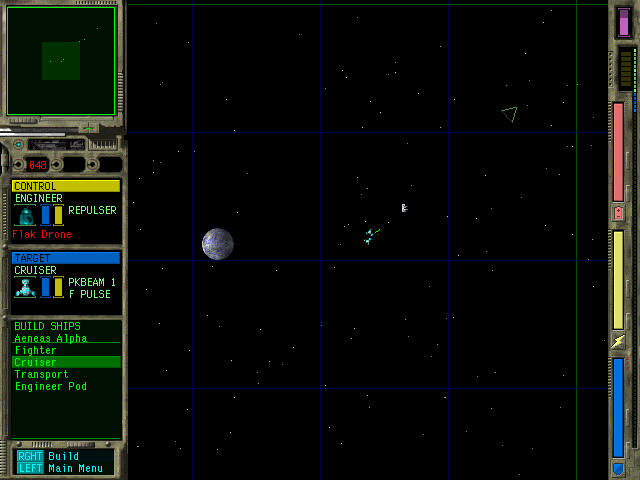 048
CONTROL
ENGINEER
REPULSER
Flak Drone
TARGET
CRUISER
PKBEAM 1
F PULSE
BUILD SHIPS
Aeneas Alpha
Fighter
Cruiser
Transport
Engineer Pod
RGHT Build
LEFT Main Menu